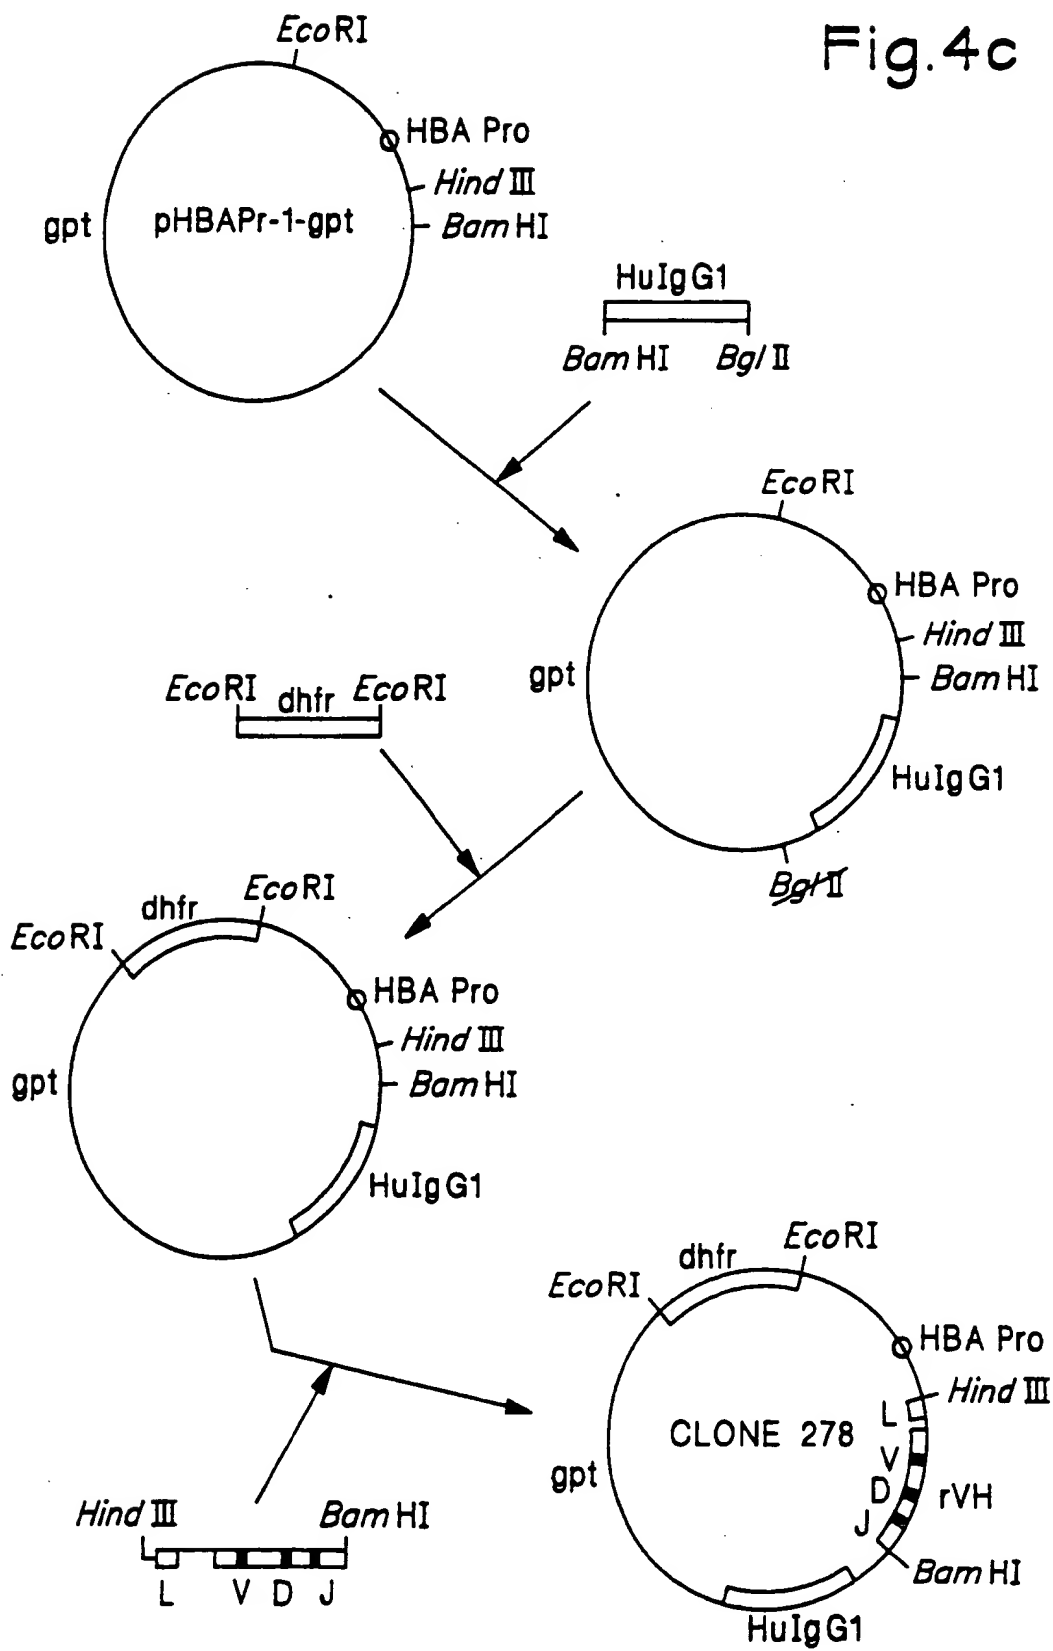 Fig.4c
EcoRI
HBA Pro
Hind III
gpt
pHBAPr-1-gpt
Bam HI
HuIgG1
Bam HI
Bgl II
EcoRI
HBA Pro
Hind III
gpt
Bam HI
HuIgG1
Bgl II
EcoRI
dhfr
EcoRI
EcoRI
dhfr
EcoRI
HBA Pro
Hind III
gpt
Bam HI
HuIgG1
EcoRI
dhfr
EcoRI
HBA Pro
Hind III
L
CLONE 278
V
gpt
D
rVH
J
Bam HI
HuIgG1
Hind III
Bam HI
L V D J